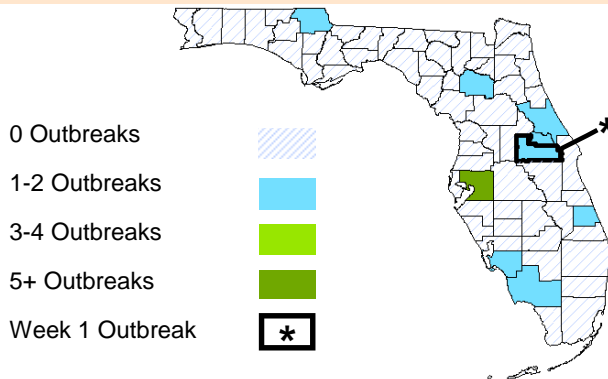 *
0 Outbreaks
1-2 Outbreaks
3-4 Outbreaks
5+ Outbreaks
Week 1 Outbreak *